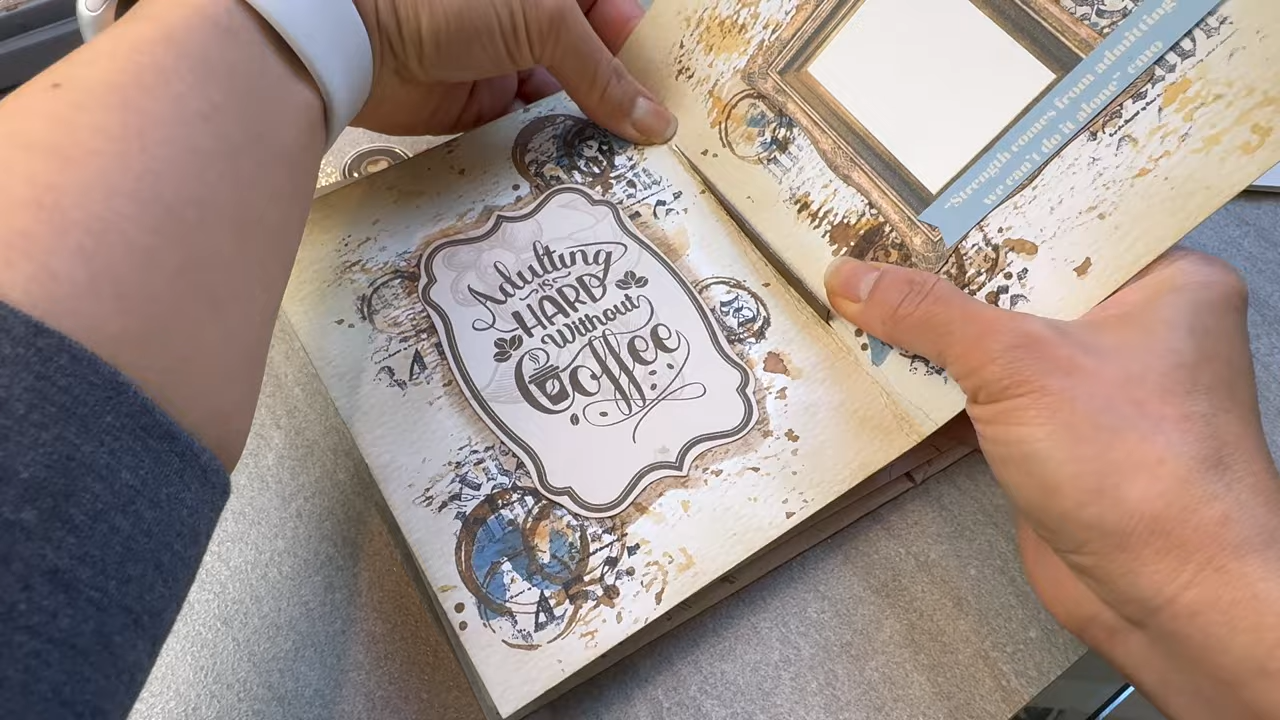 Adulting
IS
HARD
Without
Coffee
"Strength comes from admitting
we can't do it alone" emo